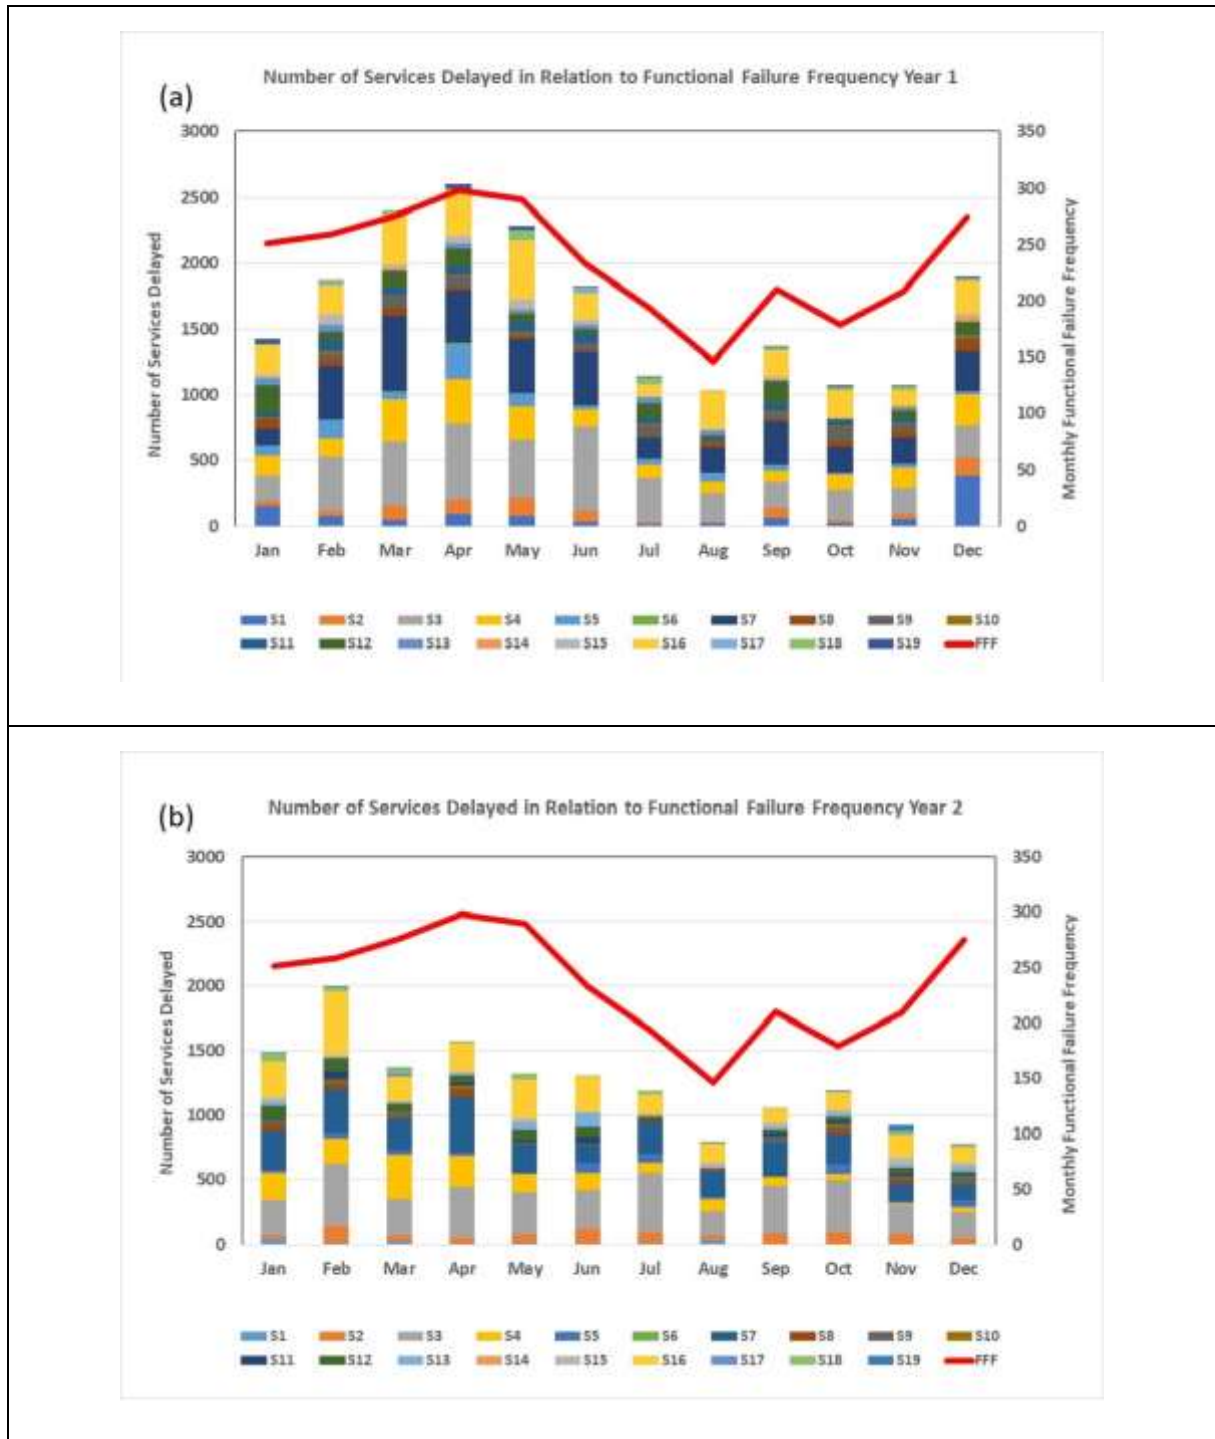 Number of Services Delayed in Relation to Functional Failure Frequency Year 1
(a)
3000 350
2500 300
2000 250
1500 200
1000 150
500 100
0 50
0
Number of Services Delayed
Monthly Functional Failure Frequency
Jan Feb Mar Apr May Jun Jul Aug Sep Oct Nov Dec
S1 S2 S3 S4 S5 S6 S7 S8 S9 S10
S11 S12 S13 S14 S15 S16 S17 S18 S19 FFF
Number of Services Delayed in Relation to Functional Failure Frequency Year 2
(b)
3000 350
2500 300
2000 250
1500 200
1000 150
500 100
0 50
0
Number of Services Delayed
Monthly Functional Failure Frequency
Jan Feb Mar Apr May Jun Jul Aug Sep Oct Nov Dec
S1 S2 S3 S4 S5 S6 S7 S8 S9 S10
S11 S12 S13 S14 S15 S16 S17 S18 S19 FFF